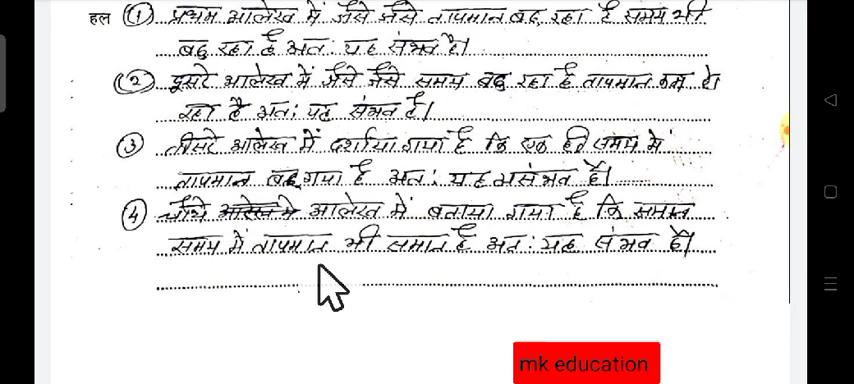 हल (1) प्रथम आलेख में जैसे जैसे तापमान बढ़ रहा है समय भी
बढ़ रहा है अत: यह संभव है।
(2) दूसरे आलेख में जैसे जैसे समय बढ़ रहा है तापमान कम हो
रहा है अत: यह संभव है।
(3) तीसरे आलेख में दर्शाया गया है कि एक ही समय में
तापमान बढ़ गया है अत: यह असंभव है।
(4) चौथे आलेख में बताया गया है कि समान
समय में तापमान भी समान है अत: यह संभव है।
mk education